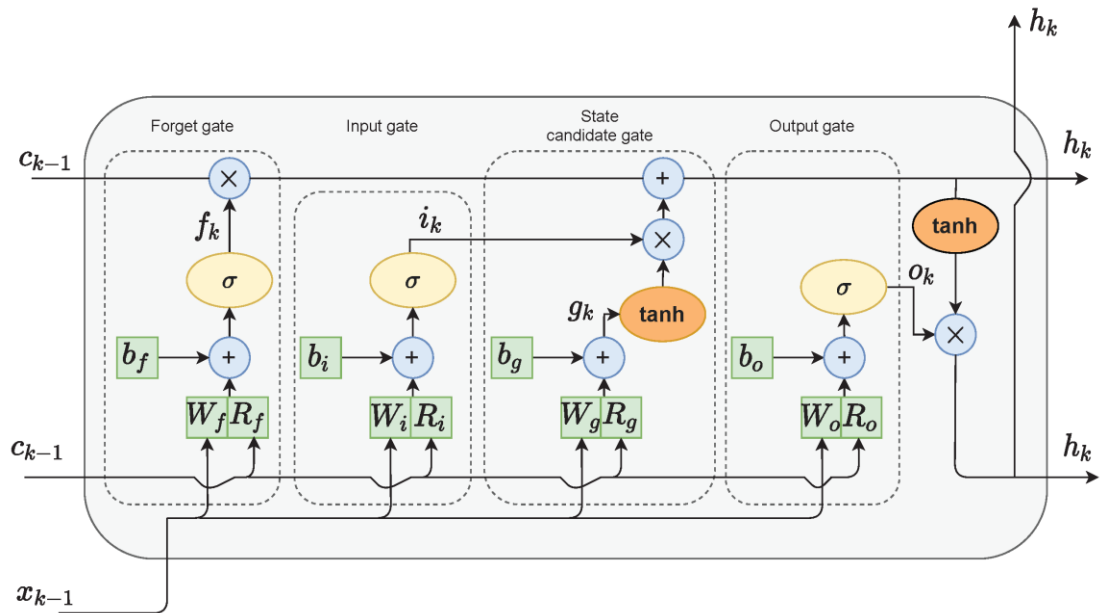 h_k
Forget gate
Input gate
State
candidate gate
Output gate
c_{k-1}
×
+
h_k
f_k
i_k
×
tanh
σ
σ
σ
o_k
g_k
tanh
×
b_f
+
b_i
+
b_g
+
b_o
+
W_f R_f
W_i R_i
W_g R_g
W_o R_o
c_{k-1}
h_k
x_{k-1}